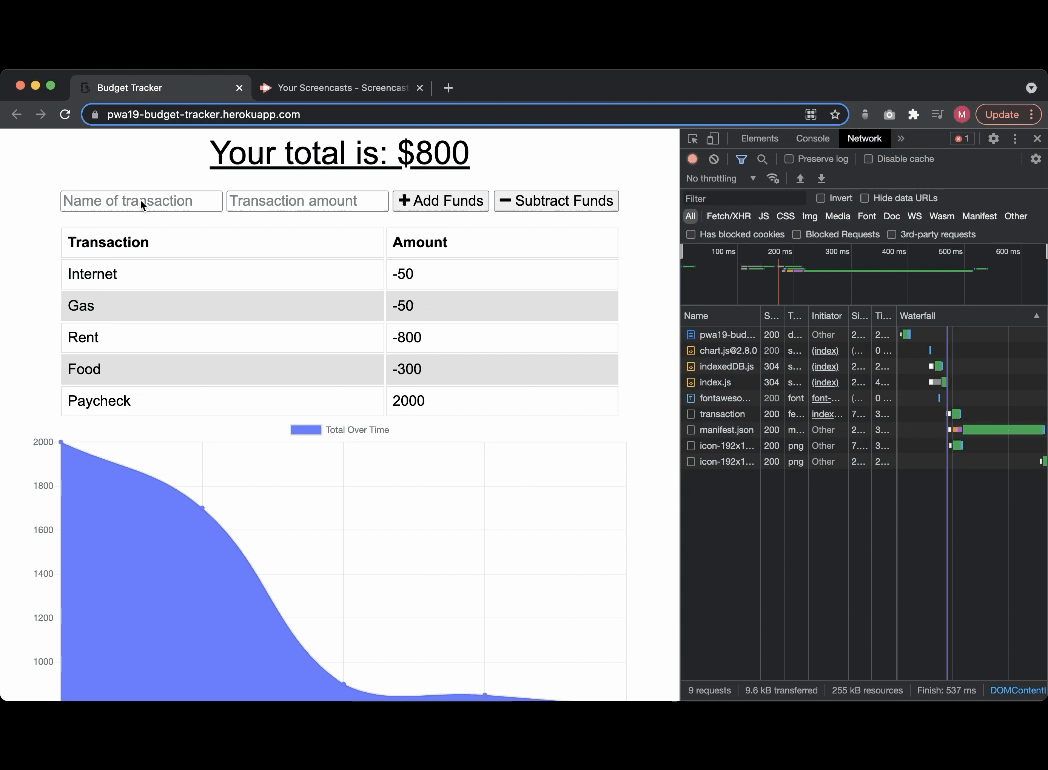 Budget Tracker
Your Screencasts - Screencast
pwa19-budget-tracker.herokuapp.com
M
Update
Your total is: $800
Name of transaction
Transaction amount
Add Funds
Subtract Funds
Transaction Amount
Internet -50
Gas -50
Rent -800
Food -300
Paycheck 2000
Total Over Time
2000
1800
1600
1400
1200
1000
Elements Console Network » 1
Preserve log Disable cache
No throttling
Filter Invert Hide data URLs
All Fetch/XHR JS CSS Img Media Font Doc WS Wasm Manifest Other
Has blocked cookies Blocked Requests 3rd-party requests
100 ms 200 ms 300 ms 400 ms 500 ms 600 ms
Name S... T... Initiator Si... Ti... Waterfall
pwa19-bud... 200 d... Other 2... 2...
chart.js@2.8.0 200 s... (index) (... 0 ...
indexedDB.js 304 s... (index) 2... 2...
index.js 304 s... (index) 2... 4...
fontaweso... 200 font font-... (... 0 ...
transaction 200 fe... index... 7... 3...
manifest.json 200 m... Other 2... 3...
icon-192x1... 200 png Other 7.... 3...
icon-192x1... 200 png Other 2... 2...
9 requests 9.6 kB transferred 255 kB resources Finish: 537 ms DOMContentl